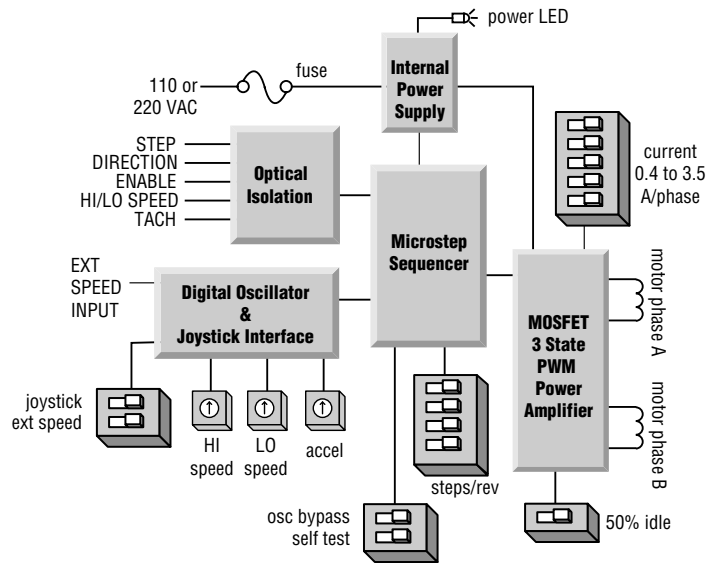 power LED
fuse
110 or
220 VAC
Internal
Power
Supply
STEP
DIRECTION
ENABLE
HI/LO SPEED
TACH
Optical
Isolation
current
0.4 to 3.5
A/phase
Microstep
Sequencer
EXT
SPEED
INPUT
Digital Oscillator
&
Joystick Interface
MOSFET
3 State
PWM
Power
Amplifier
motor phase A
motor phase B
joystick
ext speed
HI
speed
LO
speed
accel
steps/rev
osc bypass
self test
50% idle